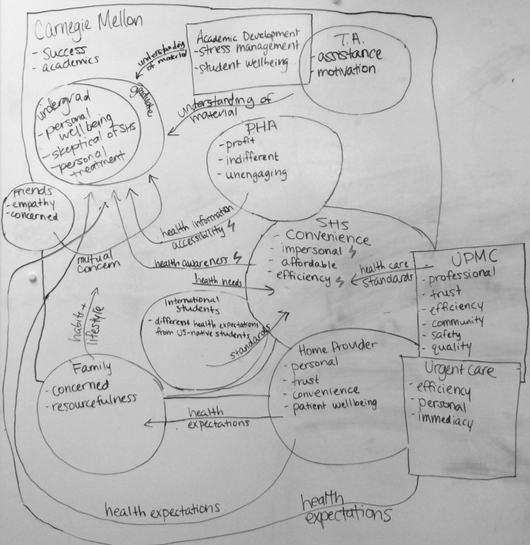 Carnegie Mellon
- success
- academics
understanding
of material
Academic Development
- stress management
- student wellbeing
T.A.
- assistance
- motivation
graduate
undergrad
- personal
wellbeing
- skeptical of SHS
- personal
treatment
understanding of
material
PHA
- profit
- indifferent
- unengaging
Friends
- empathy
- concerned
mutual
concern
health information
accessibility
health awareness
health needs
SHS
- convenience
- impersonal
- affordable
- efficiency
health care
standards
UPMC
- professional
- trust
- efficiency
- community
- safety
- quality
habits +
lifestyle
International
students
- different health expectations
from US-native students
standards
Home Provider
- personal
- trust
- convenience
- patient wellbeing
Urgent care
- efficiency
- personal
- immediacy
Family
- concerned
- resourcefulness
health
expectations
health expectations
health
expectations